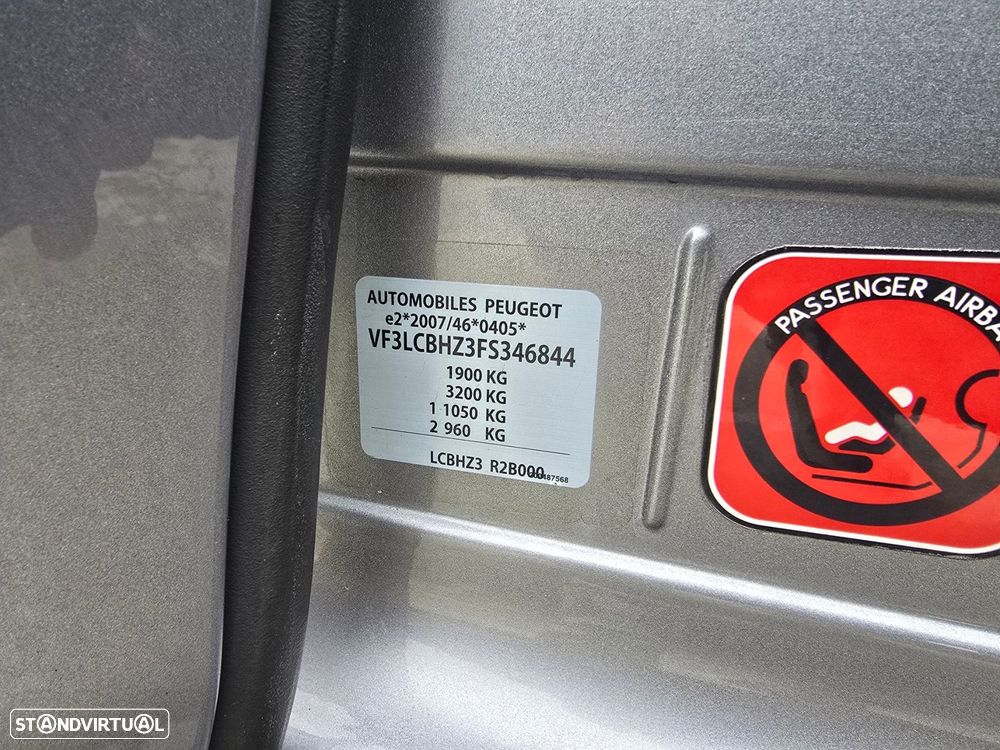 AUTOMOBILES PEUGEOT
e2*2007/46*0405*
VF3LCBHZ3FS346844
1900 KG
3200 KG
1 1050 KG
2 960 KG
LCBHZ3 R2B000
PASSENGER AIRBA
STANDVIRTUAL